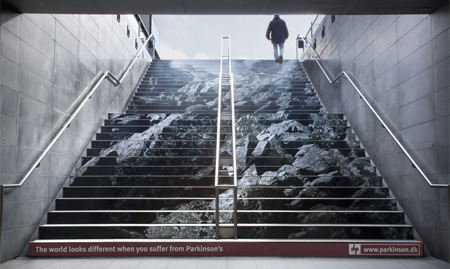 The world looks different when you suffer from Parkinson's
www.parkinson.dk